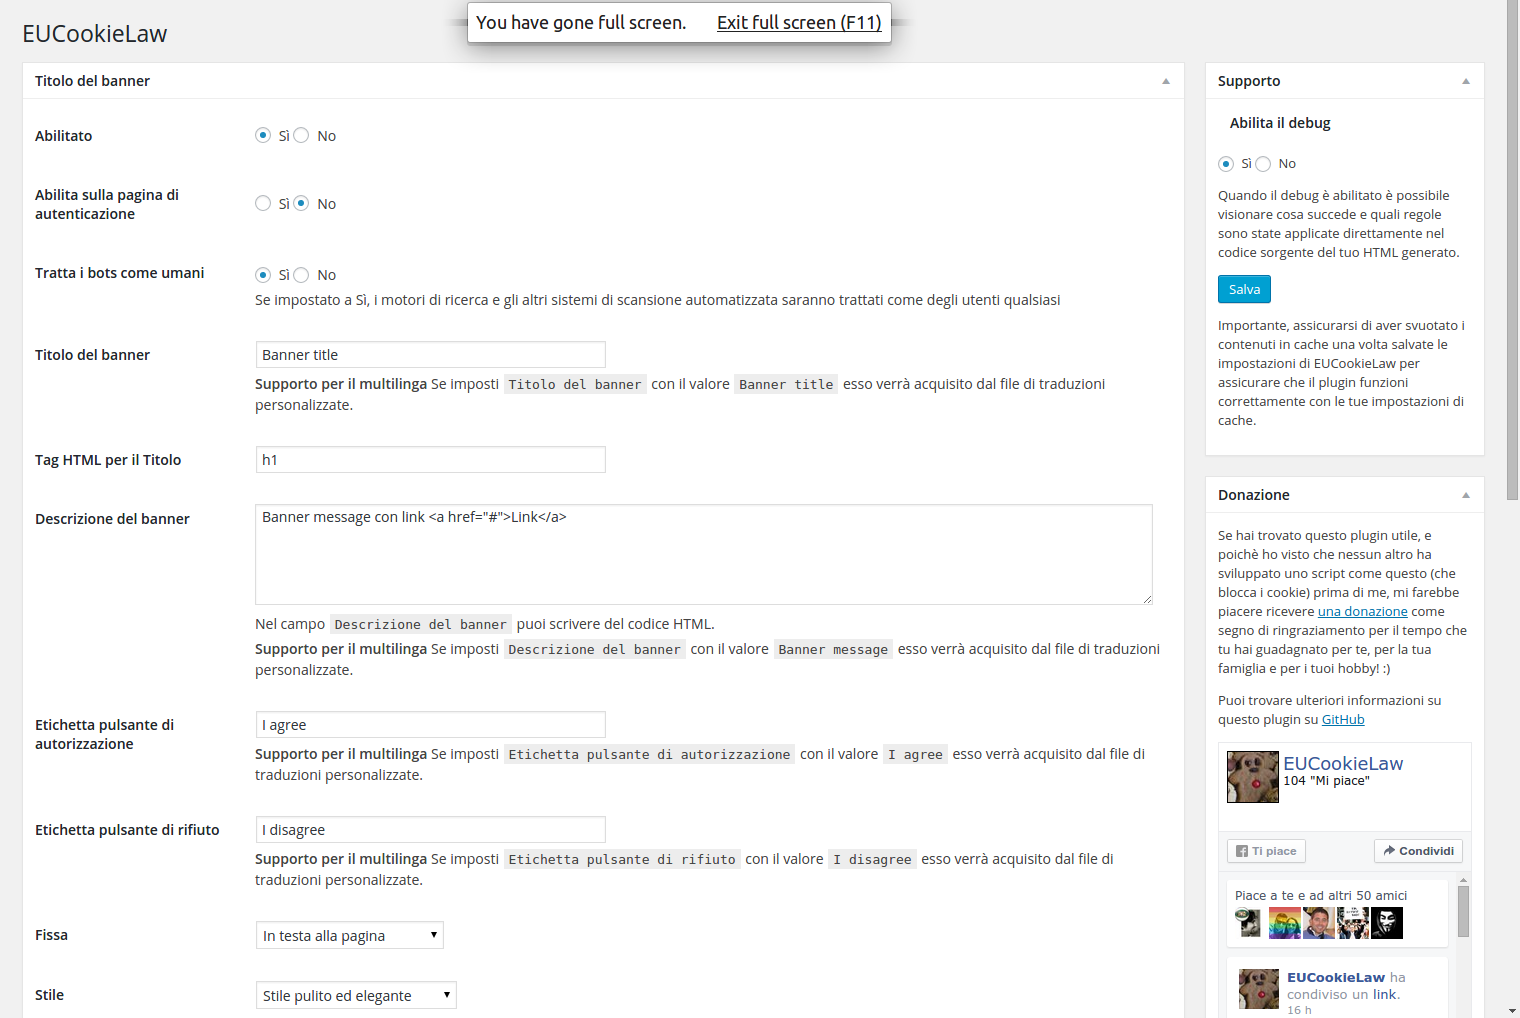 You have gone full screen. Exit full screen (F11)
EUCookieLaw
Titolo del banner
Abilitato
Sì No
Abilita sulla pagina di
autenticazione
Sì No
Tratta i bots come umani
Sì No
Se impostato a Sì, i motori di ricerca e gli altri sistemi di scansione automatizzata saranno trattati come degli utenti qualsiasi
Titolo del banner
Banner title
Supporto per il multilinga Se imposti Titolo del banner con il valore Banner title esso verrà acquisito dal file di traduzioni
personalizzate.
Tag HTML per il Titolo
h1
Descrizione del banner
Banner message con link <a href="#">Link</a>
Nel campo Descrizione del banner puoi scrivere del codice HTML.
Supporto per il multilinga Se imposti Descrizione del banner con il valore Banner message esso verrà acquisito dal file di traduzioni
personalizzate.
Etichetta pulsante di
autorizzazione
I agree
Supporto per il multilinga Se imposti Etichetta pulsante di autorizzazione con il valore I agree esso verrà acquisito dal file di
traduzioni personalizzate.
Etichetta pulsante di rifiuto
I disagree
Supporto per il multilinga Se imposti Etichetta pulsante di rifiuto con il valore I disagree esso verrà acquisito dal file di
traduzioni personalizzate.
Fissa
In testa alla pagina
Stile
Stile pulito ed elegante
Supporto
Abilita il debug
Sì No
Quando il debug è abilitato è possibile
visionare cosa succede e quali regole
sono state applicate direttamente nel
codice sorgente del tuo HTML generato.
Salva
Importante, assicurarsi di aver svuotato i
contenuti in cache una volta salvate le
impostazioni di EUCookieLaw per
assicurare che il plugin funzioni
correttamente con le tue impostazioni di
cache.
Donazione
Se hai trovato questo plugin utile, e
poichè ho visto che nessun altro ha
sviluppato uno script come questo (che
blocca i cookie) prima di me, mi farebbe
piacere ricevere una donazione come
segno di ringraziamento per il tempo che
tu hai guadagnato per te, per la tua
famiglia e per i tuoi hobby! :)
Puoi trovare ulteriori informazioni su
questo plugin su GitHub
EUCookieLaw
104 "Mi piace"
Ti piace Condividi
Piace a te e ad altri 50 amici
EUCookieLaw ha
condiviso un link.
16 h